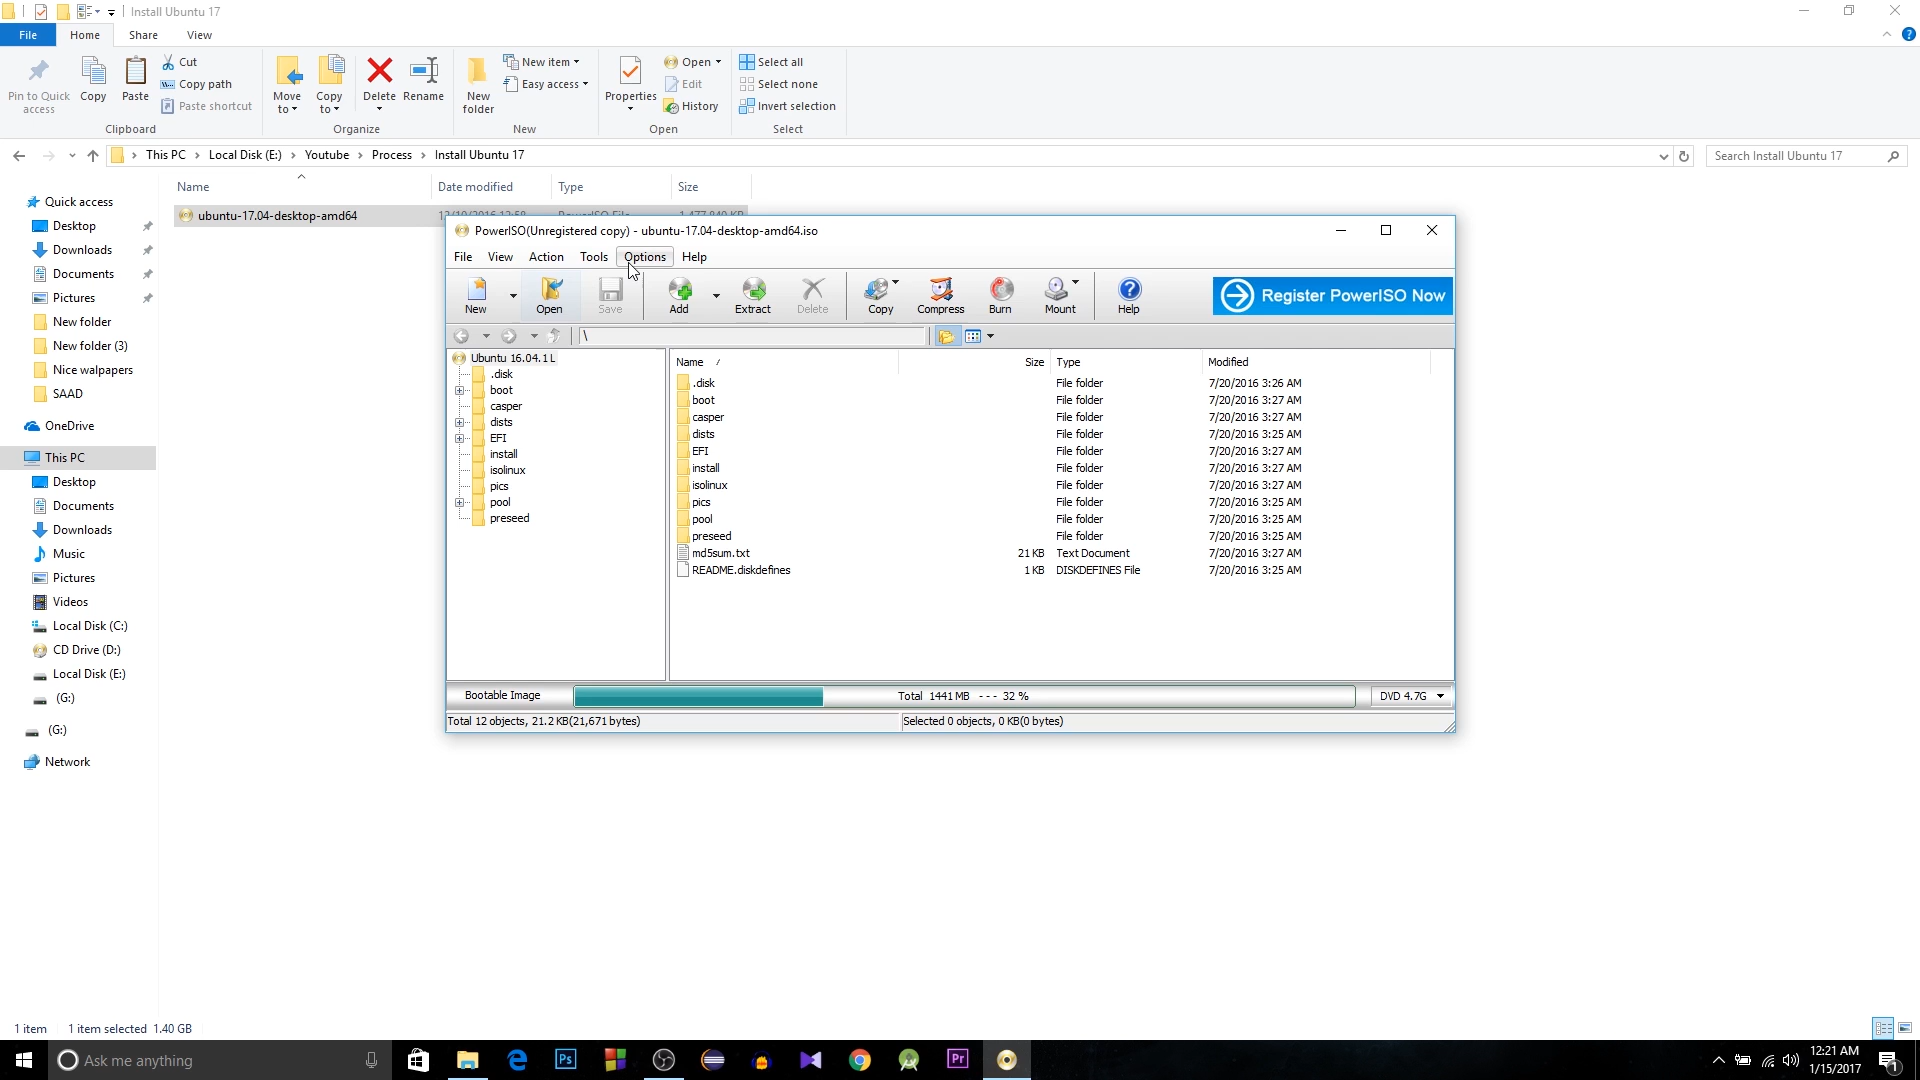 Install Ubuntu 17
File Home Share View
Pin to Quick access
Copy
Paste
Cut
Copy path
Paste shortcut
Clipboard
Move to
Copy to
Delete
Rename
Organize
New folder
New item
Easy access
New
Properties
Open
Edit
History
Open
Select all
Select none
Invert selection
Select
This PC > Local Disk (E:) > Youtube > Process > Install Ubuntu 17
Search Install Ubuntu 17
Name Date modified Type Size
ubuntu-17.04-desktop-amd64
Quick access
Desktop
Downloads
Documents
Pictures
New folder
New folder (3)
Nice walpapers
SAAD
OneDrive
This PC
Desktop
Documents
Downloads
Music
Pictures
Videos
Local Disk (C:)
CD Drive (D:)
Local Disk (E:)
(G:)
(G:)
Network
PowerISO(Unregistered copy) - ubuntu-17.04-desktop-amd64.iso
File View Action Tools Options Help
New Open Save Add Extract Delete Copy Compress Burn Mount Help
Register PowerISO Now
\
Ubuntu 16.04.1 L
.disk
boot
casper
dists
EFI
install
isolinux
pics
pool
preseed
Name / Size Type Modified
.disk File folder 7/20/2016 3:26 AM
boot File folder 7/20/2016 3:27 AM
casper File folder 7/20/2016 3:27 AM
dists File folder 7/20/2016 3:25 AM
EFI File folder 7/20/2016 3:27 AM
install File folder 7/20/2016 3:27 AM
isolinux File folder 7/20/2016 3:27 AM
pics File folder 7/20/2016 3:25 AM
pool File folder 7/20/2016 3:25 AM
preseed File folder 7/20/2016 3:25 AM
md5sum.txt 21 KB Text Document 7/20/2016 3:27 AM
README.diskdefines 1 KB DISKDEFINES File 7/20/2016 3:25 AM
Bootable Image Total 1441 MB --- 32 % DVD 4.7G
Total 12 objects, 21.2 KB(21,671 bytes) Selected 0 objects, 0 KB(0 bytes)
1 item 1 item selected 1.40 GB
Ask me anything
Ps
Pr
12:21 AM
1/15/2017
1